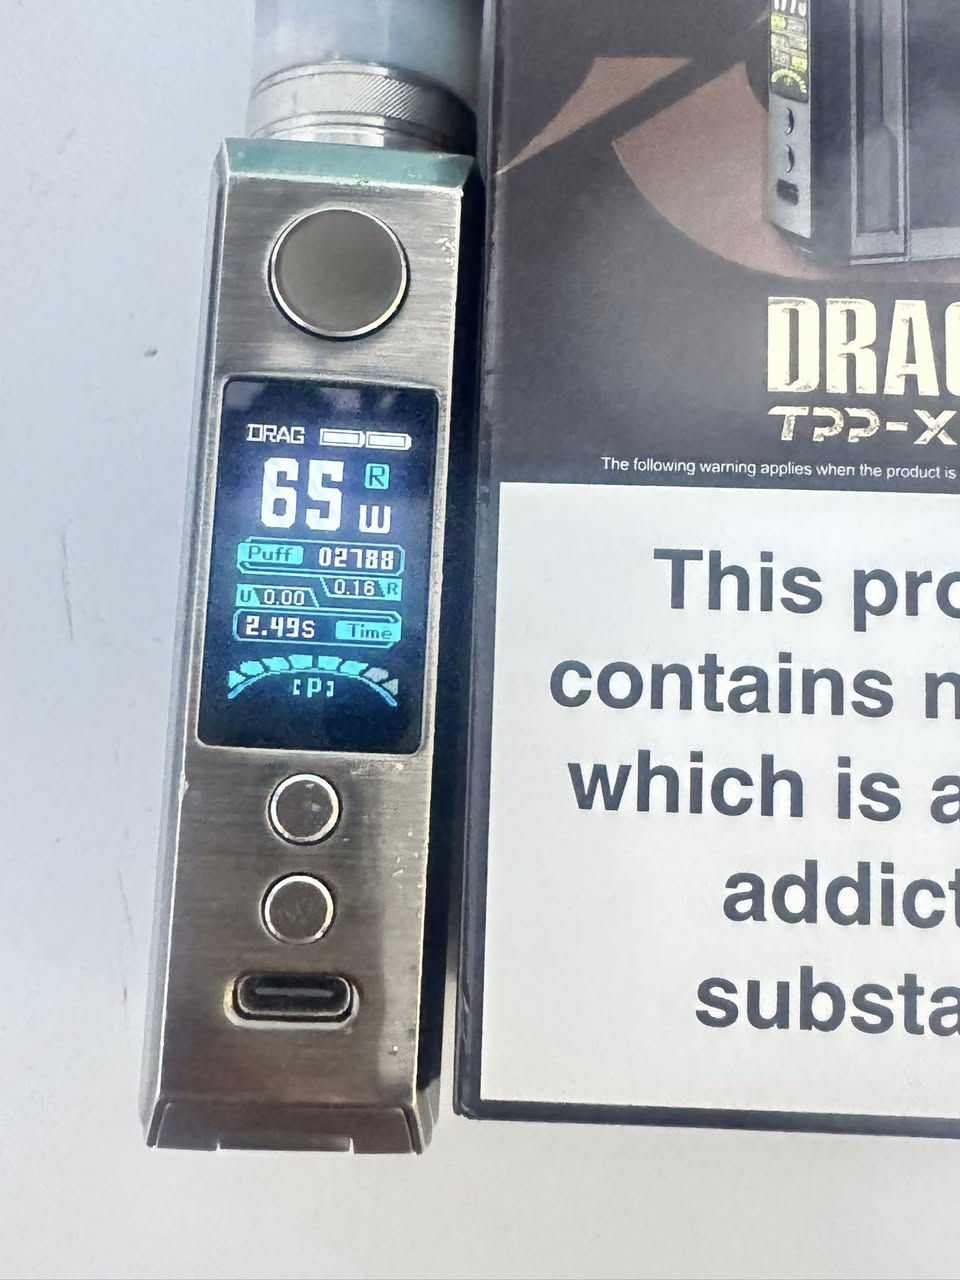 DRAG
65 R
W
Puff 02788
0.16 R
U 0.00
2.49S Time
[P]
DRAG
TPP-X
The following warning applies when the product is
This pro
contains n
which is a
addict
substa